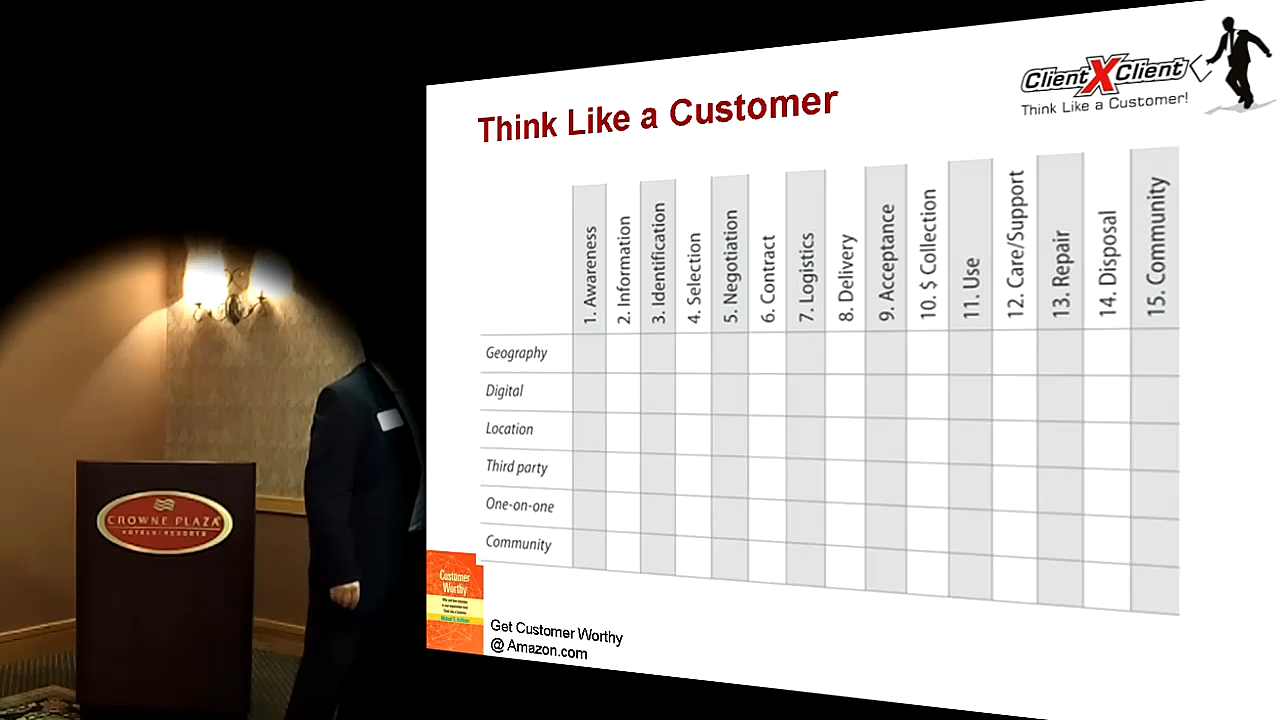 Think Like a Customer
ClientXClient
Think Like a Customer!
1. Awareness
2. Information
3. Identification
4. Selection
5. Negotiation
6. Contract
7. Logistics
8. Delivery
9. Acceptance
10. $ Collection
11. Use
12. Care/Support
13. Repair
14. Disposal
15. Community
Geography
Digital
Location
Third party
One-on-one
Community
CROWNE PLAZA
HOTELS & RESORTS
Customer
Worthy
Get Customer Worthy
@ Amazon.com